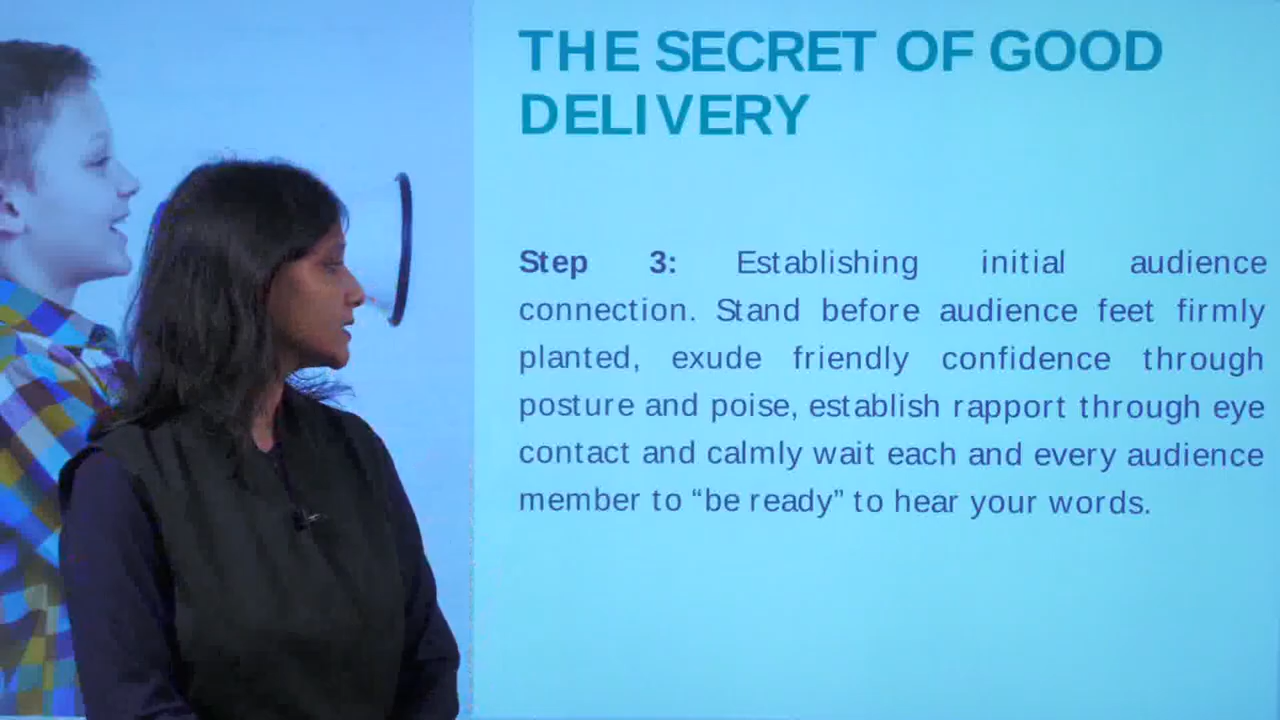 THE SECRET OF GOOD
DELIVERY
Step 3: Establishing initial audience
connection. Stand before audience feet firmly
planted, exude friendly confidence through
posture and poise, establish rapport through eye
contact and calmly wait each and every audience
member to “be ready” to hear your words.